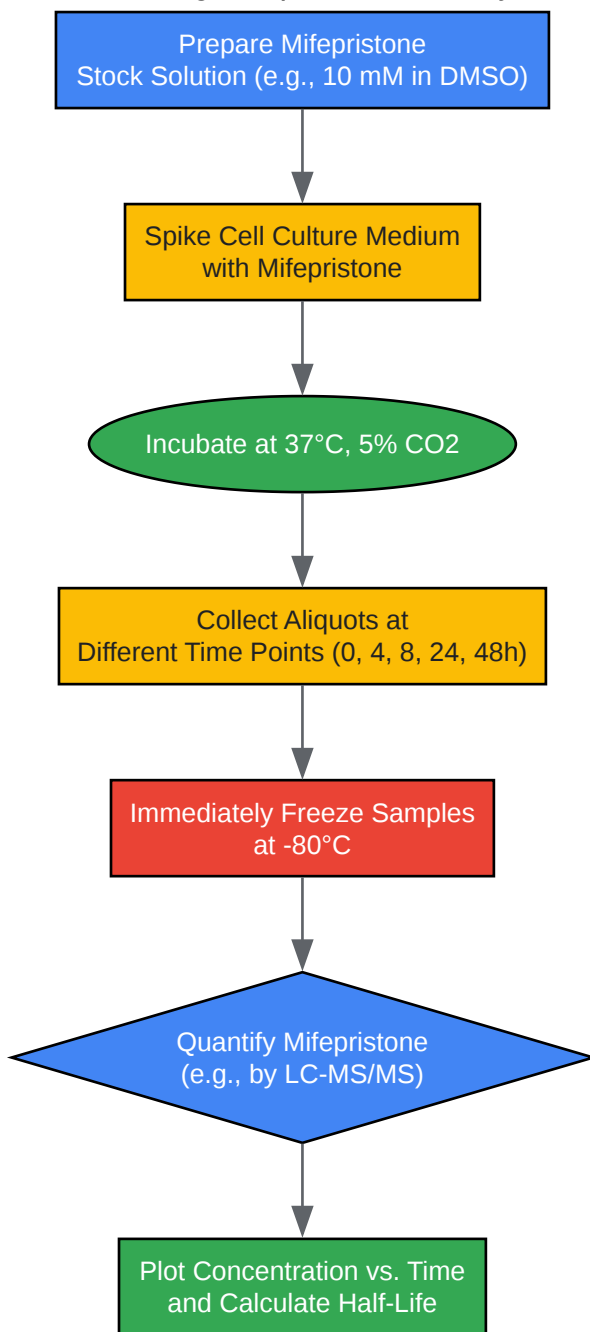 Prepare Mifepristone
Stock Solution (e.g., 10 mM in DMSO)
Spike Cell Culture Medium
with Mifepristone
Incubate at 37°C, 5% CO2
Collect Aliquots at
Different Time Points (0, 4, 8, 24, 48h)
Immediately Freeze Samples
at -80°C
Quantify Mifepristone
(e.g., by LC-MS/MS)
Plot Concentration vs. Time
and Calculate Half-Life